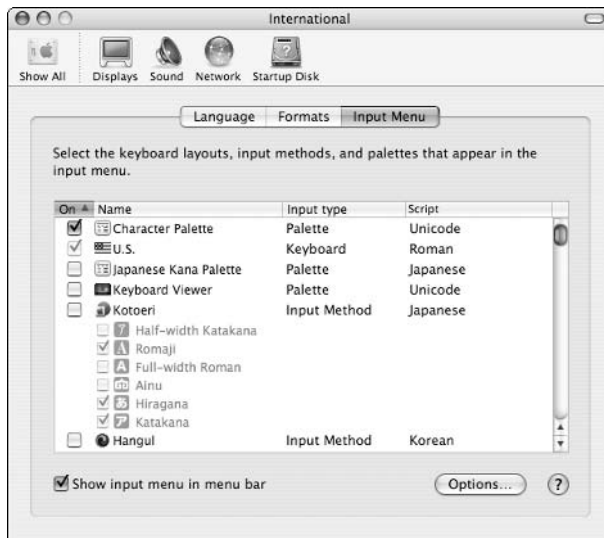 International
Show All Displays Sound Network Startup Disk
Language Formats Input Menu
Select the keyboard layouts, input methods, and palettes that appear in the
input menu.
On Name Input type Script
Character Palette Palette Unicode
U.S. Keyboard Roman
Japanese Kana Palette Palette Japanese
Keyboard Viewer Palette Unicode
Kotoeri Input Method Japanese
Half-width Katakana
Romaji
Full-width Roman
Ainu
あ Hiragana
ア Katakana
Hangul Input Method Korean
Show input menu in menu bar Options... ?